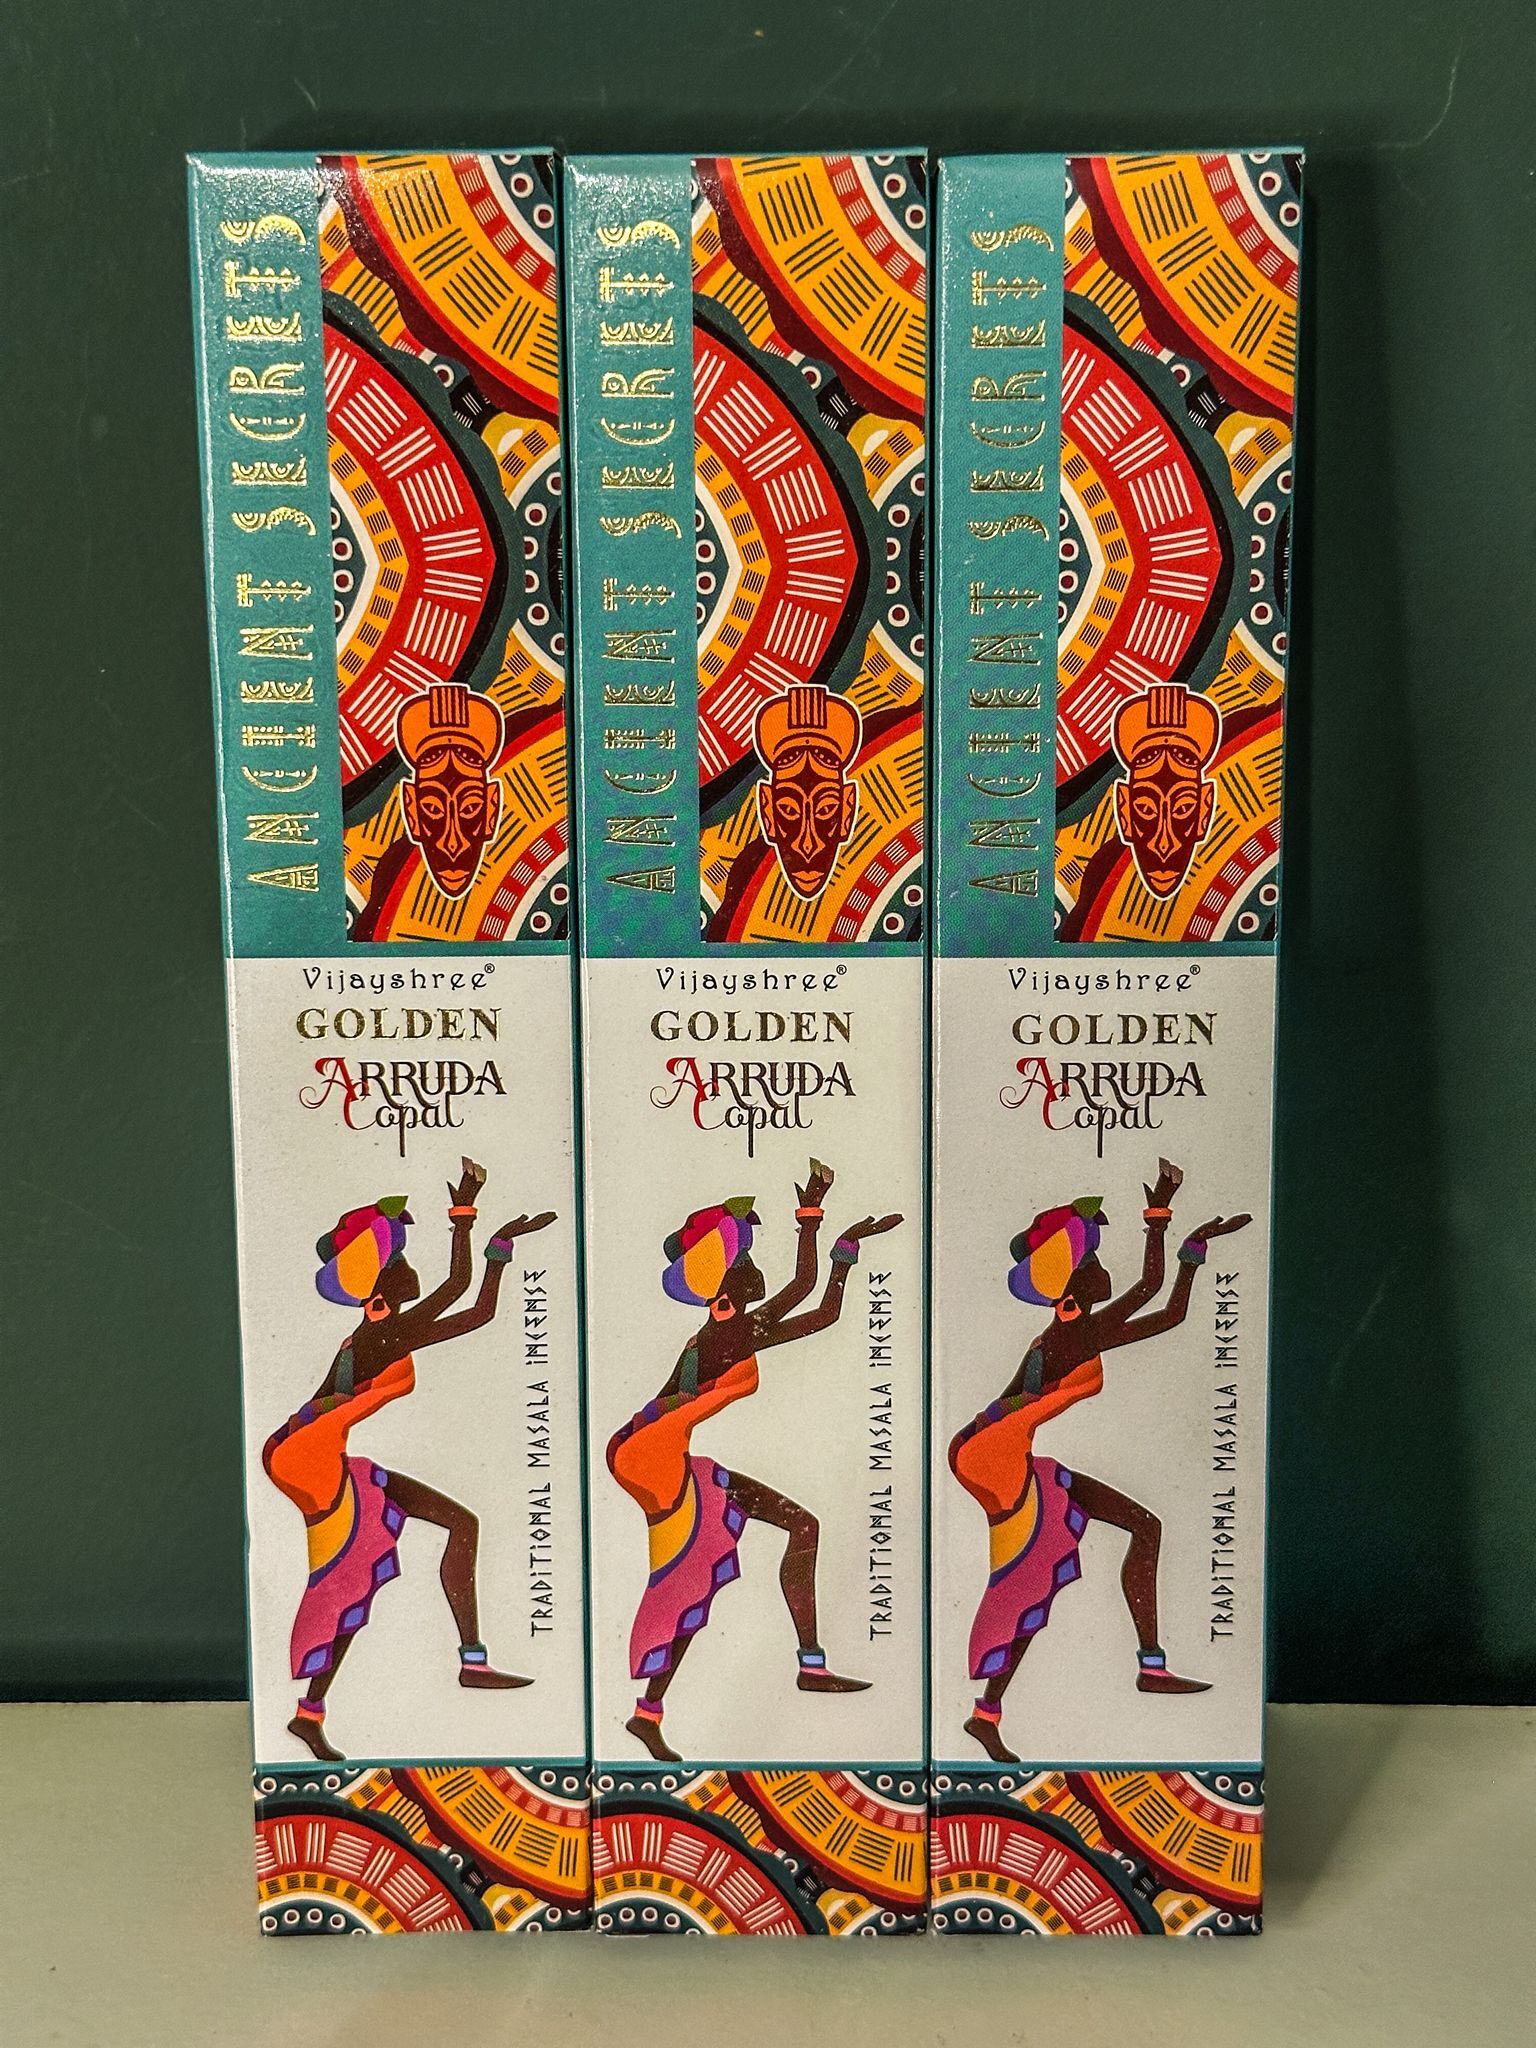 ANCIENT SECRETS
Vijayshree®
GOLDEN
ARRUDA
Copal
TRADITIONAL MASALA INCENSE
ANCIENT SECRETS
Vijayshree®
GOLDEN
ARRUDA
Copal
TRADITIONAL MASALA INCENSE
ANCIENT SECRETS
Vijayshree®
GOLDEN
ARRUDA
Copal
TRADITIONAL MASALA INCENSE